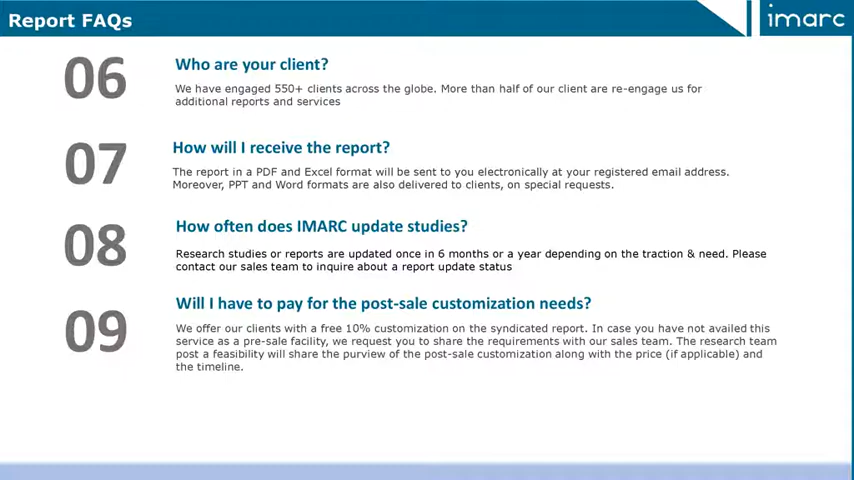 Report FAQs
imarc
06
Who are your client?
We have engaged 550+ clients across the globe. More than half of our client are re-engage us for
additional reports and services
07
How will I receive the report?
The report in a PDF and Excel format will be sent to you electronically at your registered email address.
Moreover, PPT and Word formats are also delivered to clients, on special requests.
08
How often does IMARC update studies?
Research studies or reports are updated once in 6 months or a year depending on the traction & need. Please
contact our sales team to inquire about a report update status
09
Will I have to pay for the post-sale customization needs?
We offer our clients with a free 10% customization on the syndicated report. In case you have not availed this
service as a pre-sale facility, we request you to share the requirements with our sales team. The research team
post a feasibility will share the purview of the post-sale customization along with the price (if applicable) and
the timeline.